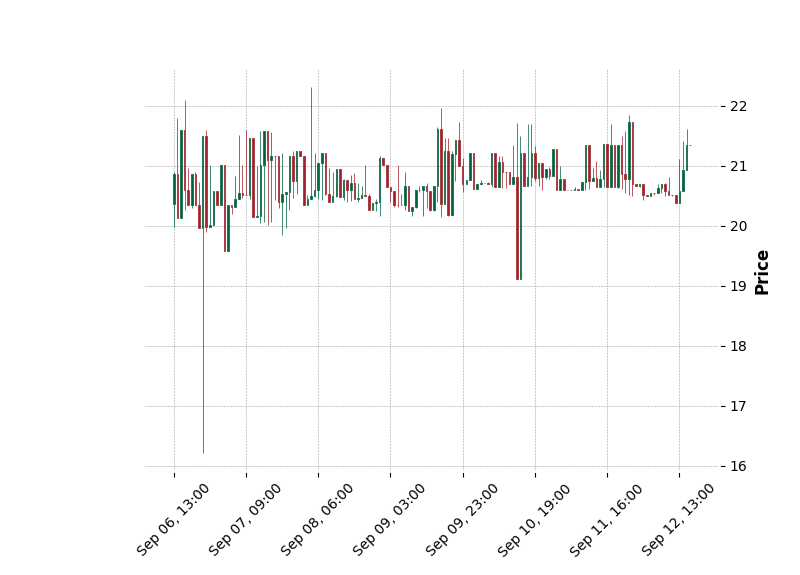 22
21
20
19
18
17
16
Price
Sep 06, 13:00
Sep 07, 09:00
Sep 08, 06:00
Sep 09, 03:00
Sep 09, 23:00
Sep 10, 19:00
Sep 11, 16:00
Sep 12, 13:00